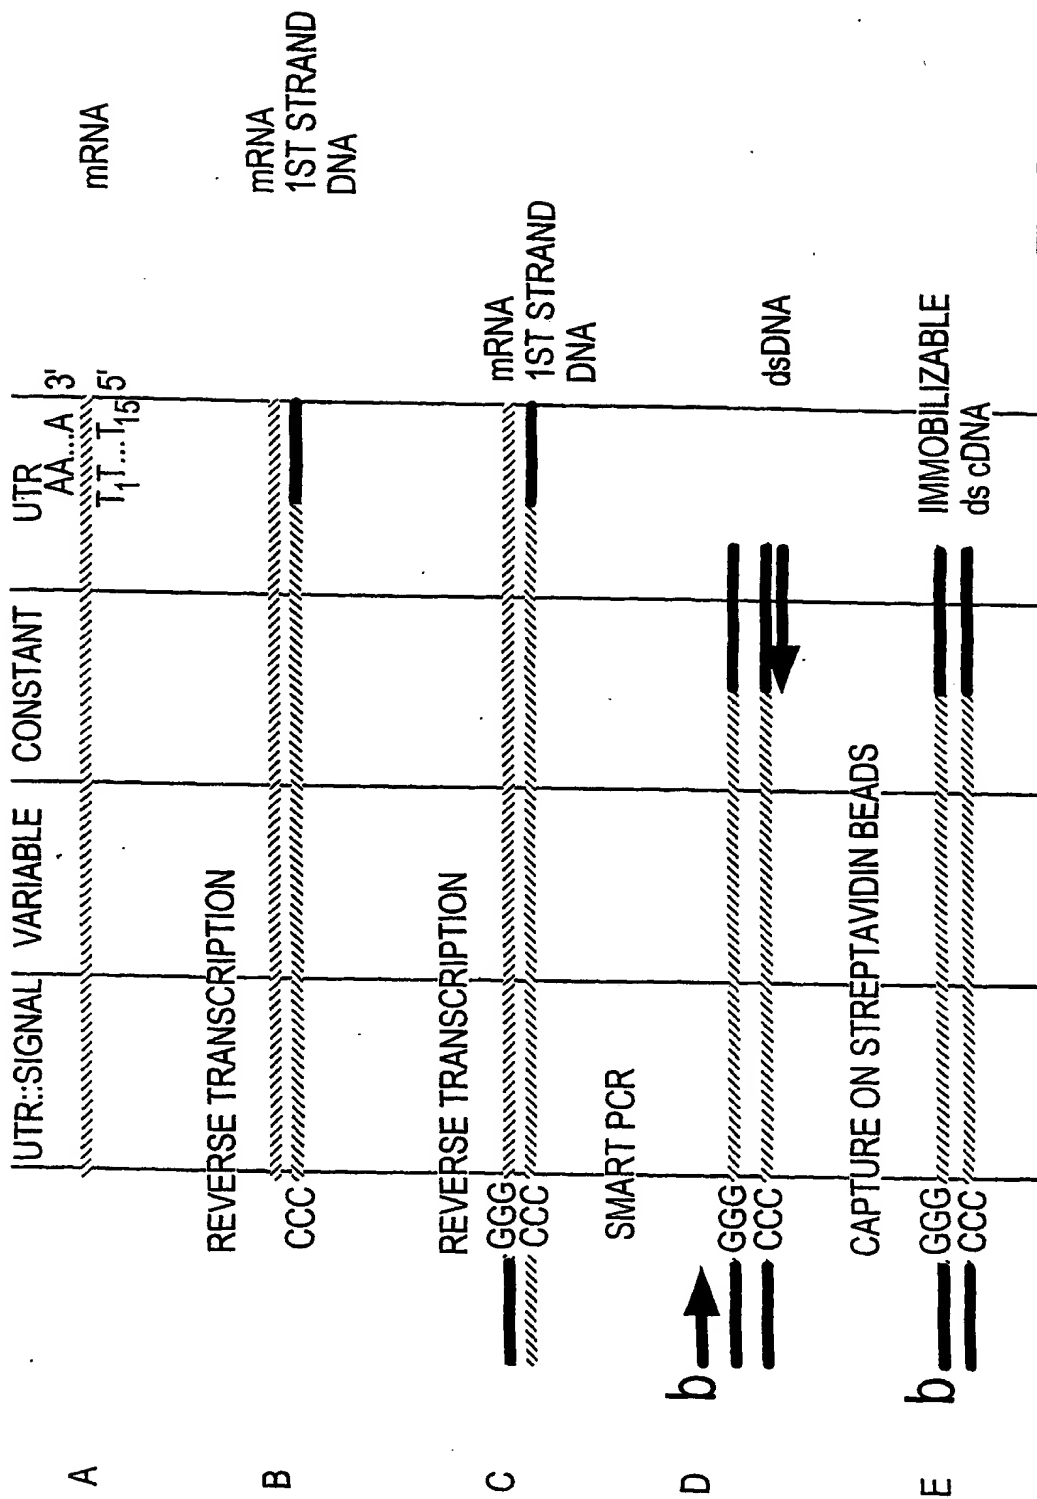 UTR::SIGNAL VARIABLE CONSTANT UTR
AA...A 3'
A mRNA
T1T...T15 5'
REVERSE TRANSCRIPTION
B mRNA
CCC 1ST STRAND
DNA
REVERSE TRANSCRIPTION
C GGG mRNA
CCC 1ST STRAND
DNA
SMART PCR
D b
GGG
CCC dsDNA
CAPTURE ON STREPTAVIDIN BEADS
E b GGG IMMOBILIZABLE
CCC ds cDNA